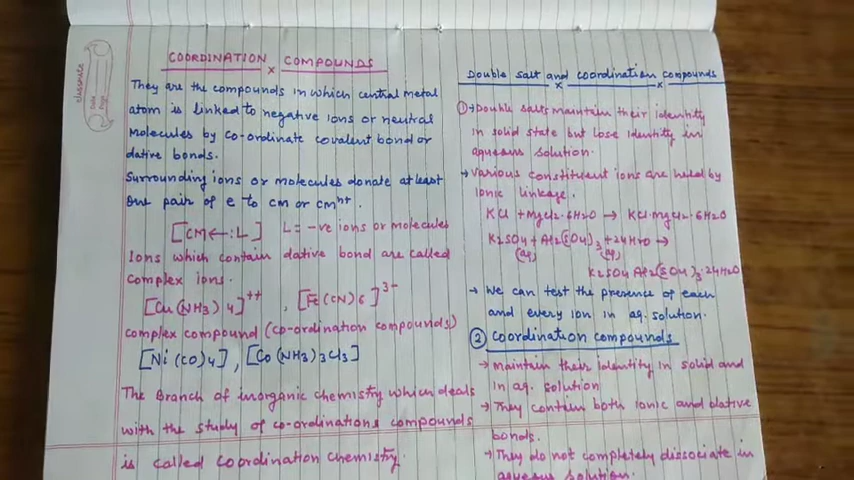 dissues
Date
Page
COORDINATION COMPOUNDS
They are the compounds in which central metal
atom is linked to negative ions or neutral
molecules by co-ordinate covalent bond or
dative bonds.
Surrounding ions or molecules donate at least
one pair of e to cm or cmⁿ⁺.
[CM←:L] L = -ve ions or molecules
Ions which contain dative bond are called
complex ions.
[Cu(NH3)4]⁺⁺, [Fe(CN)6]³⁻
complex compound (co-ordination compounds)
[Ni(CO)4], [Co(NH3)3Cl3]
The Branch of inorganic chemistry which deals
with the study of co-ordinations compounds
is called coordination chemistry.
Double salt and coordination compounds
① → Double salts maintain their identity
in solid state but lose identity in
aqueous solution.
→ Various constituent ions are held by
ionic linkage.
KCl + MgCl2.6H2O → KCl.MgCl2.6H2O
K2SO4 + Al2(SO4)3 + 24H2O →
(aq) (aq)
K2SO4 Al2(SO4)3.24H2O
→ We can test the presence of each
and every ion in aq. solution.
② coordination compounds
→ maintain their identity in solid and
in aq. solution
→ They contain both ionic and dative
bonds.
→ They do not completely dissociate in
aqueous solution.